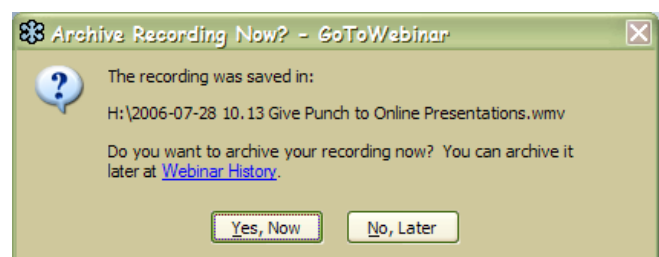 Archive Recording Now? - GoToWebinar
The recording was saved in:
H:\2006-07-28 10.13 Give Punch to Online Presentations.wmv
Do you want to archive your recording now? You can archive it
later at Webinar History.
Yes, Now
No, Later